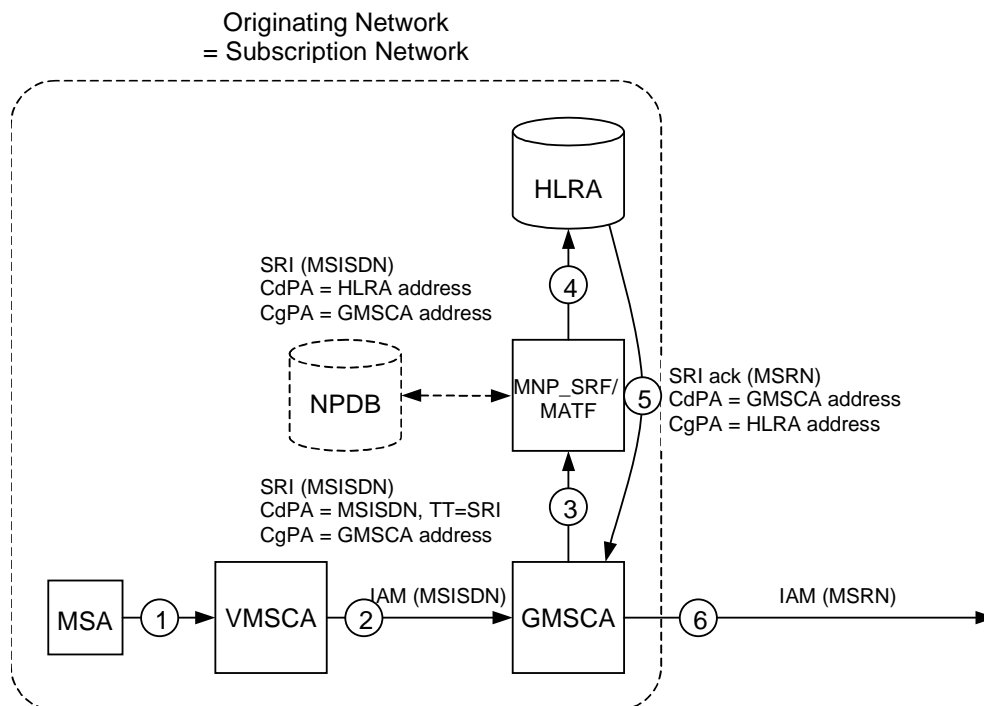 Originating Network
= Subscription Network
HLRA
SRI (MSISDN)
CdPA = HLRA address
CgPA = GMSCA address
4
NPDB
MNP_SRF/
MATF
5
SRI ack (MSRN)
CdPA = GMSCA address
CgPA = HLRA address
SRI (MSISDN)
CdPA = MSISDN, TT=SRI
CgPA = GMSCA address
3
MSA
1
VMSCA
2
IAM (MSISDN)
GMSCA
6
IAM (MSRN)